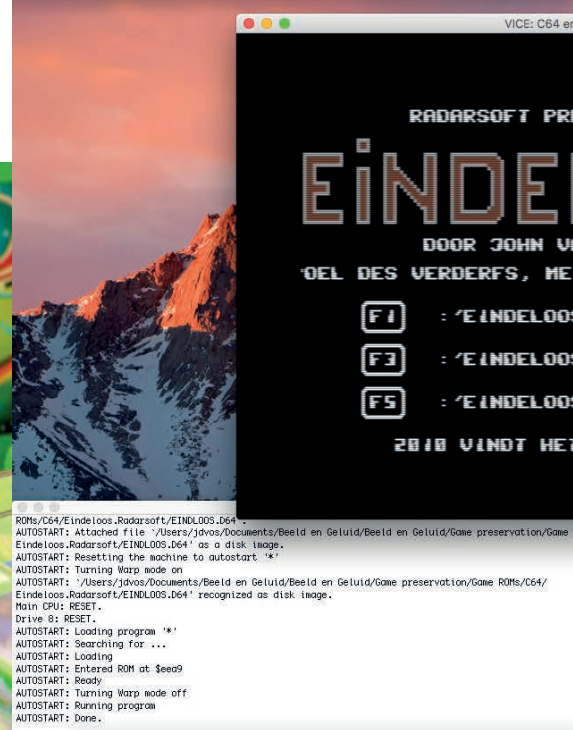 VICE: C64 e
RADARSOFT PR
EINDE
DOOR JOHN V
OEL DES VERDERFS, ME
F1 : 'EINDELOOS
F3 : 'EINDELOOS
F5 : 'EINDELOOS
2010 VINDT HE
ROMs/C64/Eindeloos.Radarsoft/EINDLOOS.D64'.
AUTOSTART: Attached file `/Users/jdvos/Documents/Beeld en Geluid/Beeld en Geluid/Game preservation/Game
Eindeloos.Radarsoft/EINDLOOS.D64' as a disk image.
AUTOSTART: Resetting the machine to autostart '*'
AUTOSTART: Turning Warp mode on
AUTOSTART: `/Users/jdvos/Documents/Beeld en Geluid/Beeld en Geluid/Game preservation/Game ROMs/C64/
Eindeloos.Radarsoft/EINDLOOS.D64' recognized as disk image.
Main CPU: RESET.
Drive 8: RESET.
AUTOSTART: Loading program '*'
AUTOSTART: Searching for ...
AUTOSTART: Loading
AUTOSTART: Entered ROM at $eea9
AUTOSTART: Ready
AUTOSTART: Turning Warp mode off
AUTOSTART: Running program
AUTOSTART: Done.